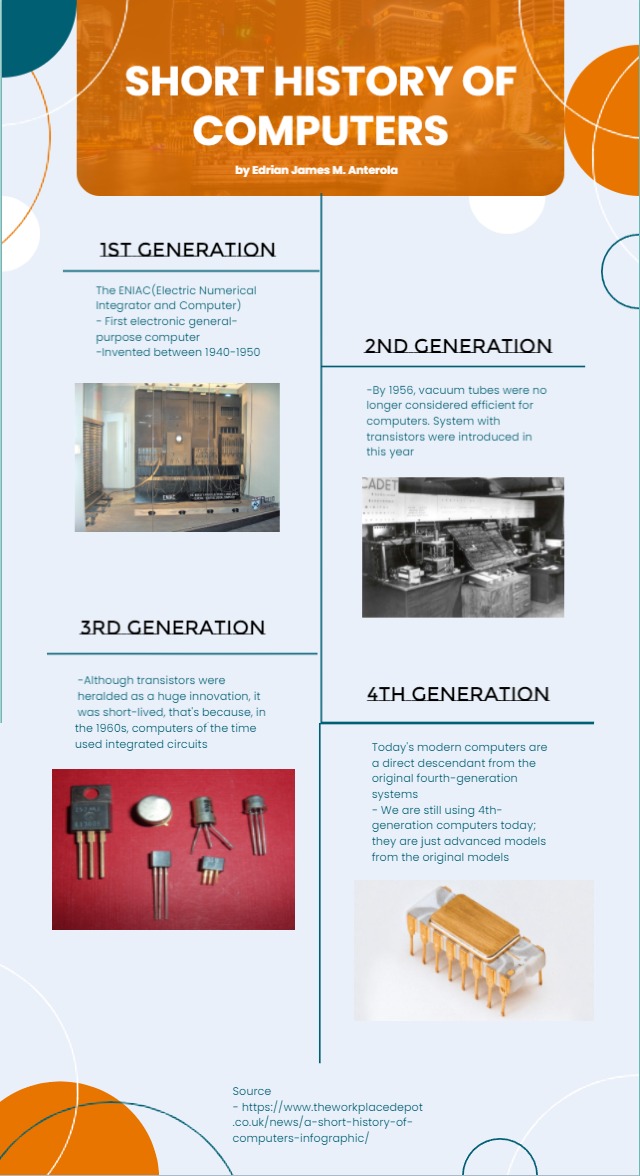 SHORT HISTORY OF
COMPUTERS
by Edrian James M. Anterola
1ST GENERATION
The ENIAC(Electric Numerical
Integrator and Computer)
- First electronic general-
purpose computer
-Invented between 1940-1950
ENIAC
2ND GENERATION
-By 1956, vacuum tubes were no
longer considered efficient for
computers. System with
transistors were introduced in
this year
CADET
3RD GENERATION
-Although transistors were
heralded as a huge innovation, it
was short-lived, that's because, in
the 1960s, computers of the time
used integrated circuits
4TH GENERATION
Today's modern computers are
a direct descendant from the
original fourth-generation
systems
- We are still using 4th-
generation computers today;
they are just advanced models
from the original models
Source
- https://www.theworkplacedepot
.co.uk/news/a-short-history-of-
computers-infographic/